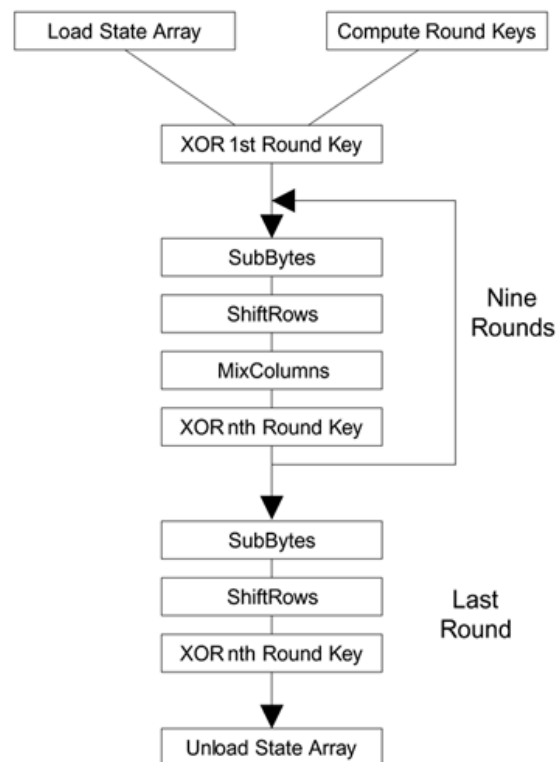 Load State Array
Compute Round Keys
XOR 1st Round Key
SubBytes
ShiftRows
MixColumns
XOR nth Round Key
Nine
Rounds
SubBytes
ShiftRows
XOR nth Round Key
Last
Round
Unload State Array